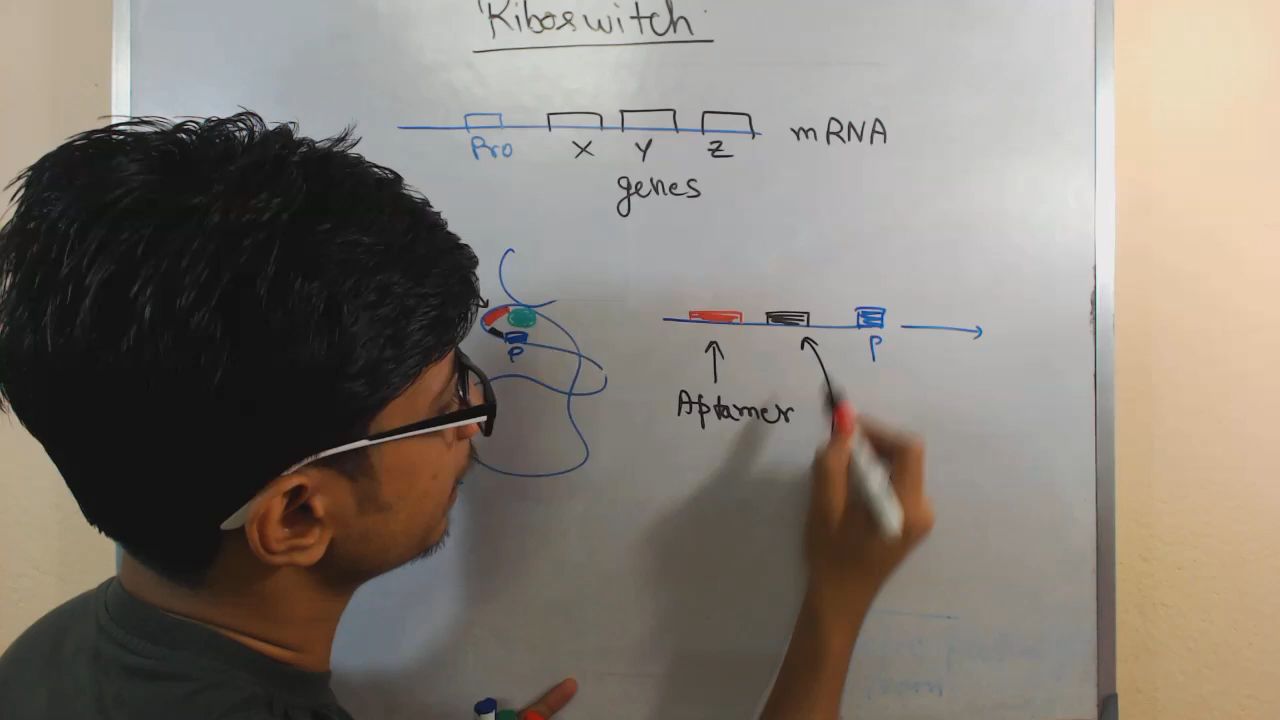 Riboswitch
mRNA
Pro X Y Z
genes
P
P
Aptamer